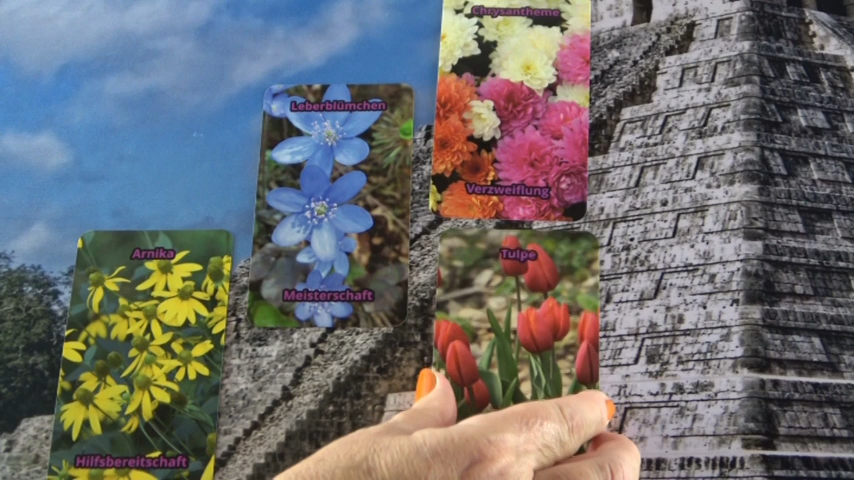 Arnika
Hilfsbereitschaft
Leberblümchen
Meisterschaft
Chrysantheme
Verzweiflung
Tulpe